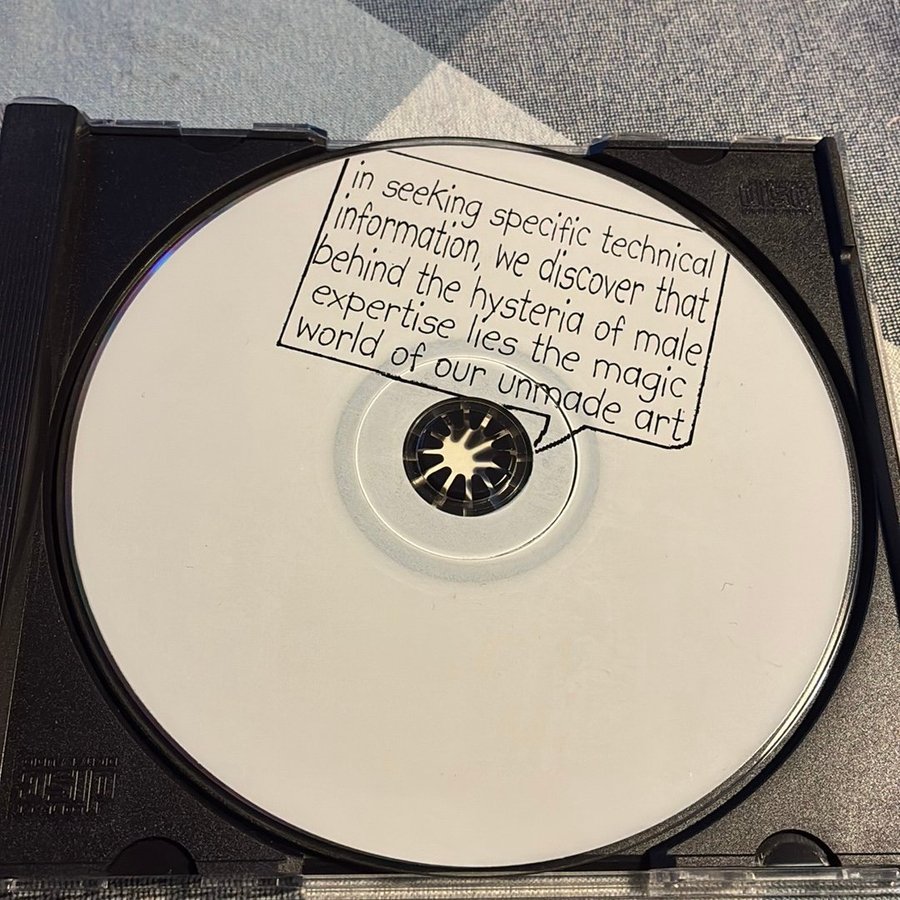 in seeking specific technical
information, we discover that
behind the hysteria of male
expertise lies the magic
world of our unmade art
disc